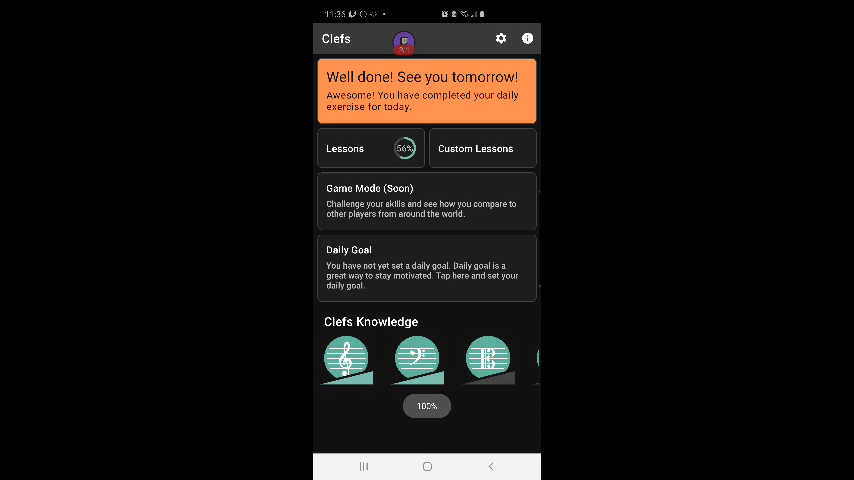 11:36
Clefs
Well done! See you tomorrow!
Awesome! You have completed your daily
exercise for today.
Lessons
56%
Custom Lessons
Game Mode (Soon)
Challenge your skills and see how you compare to
other players from around the world.
Daily Goal
You have not yet set a daily goal. Daily goal is a
great way to stay motivated. Tap here and set your
daily goal.
Clefs Knowledge
100%